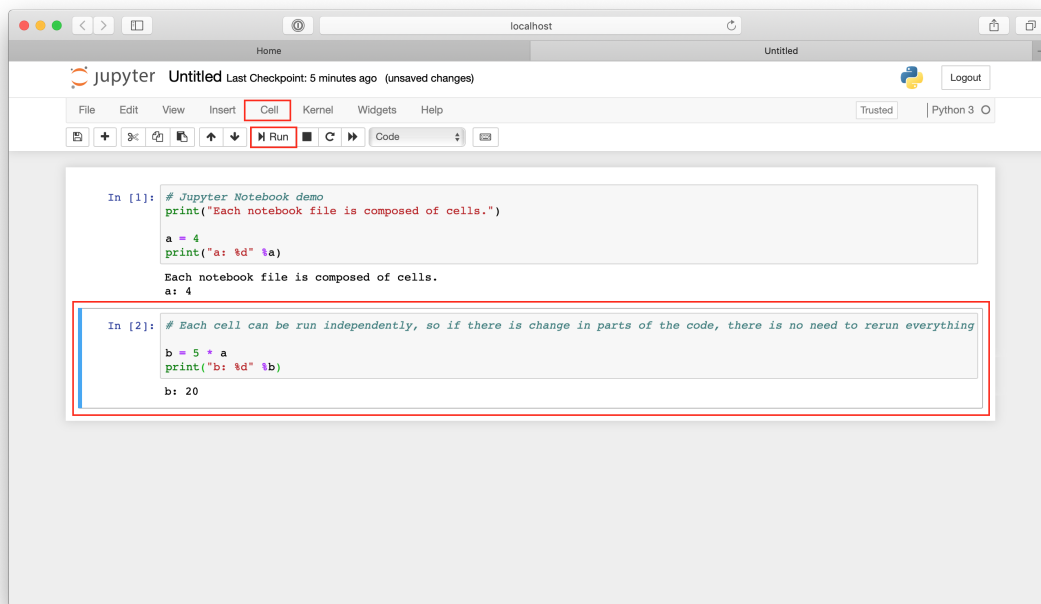 localhost
Home Untitled
jupyter Untitled Last Checkpoint: 5 minutes ago (unsaved changes) Logout
File Edit View Insert Cell Kernel Widgets Help Trusted Python 3
Run Code
In [1]: # Jupyter Notebook demo
print("Each notebook file is composed of cells.")
a = 4
print("a: %d" %a)
Each notebook file is composed of cells.
a: 4
In [2]: # Each cell can be run independently, so if there is change in parts of the code, there is no need to rerun everything
b = 5 * a
print("b: %d" %b)
b: 20